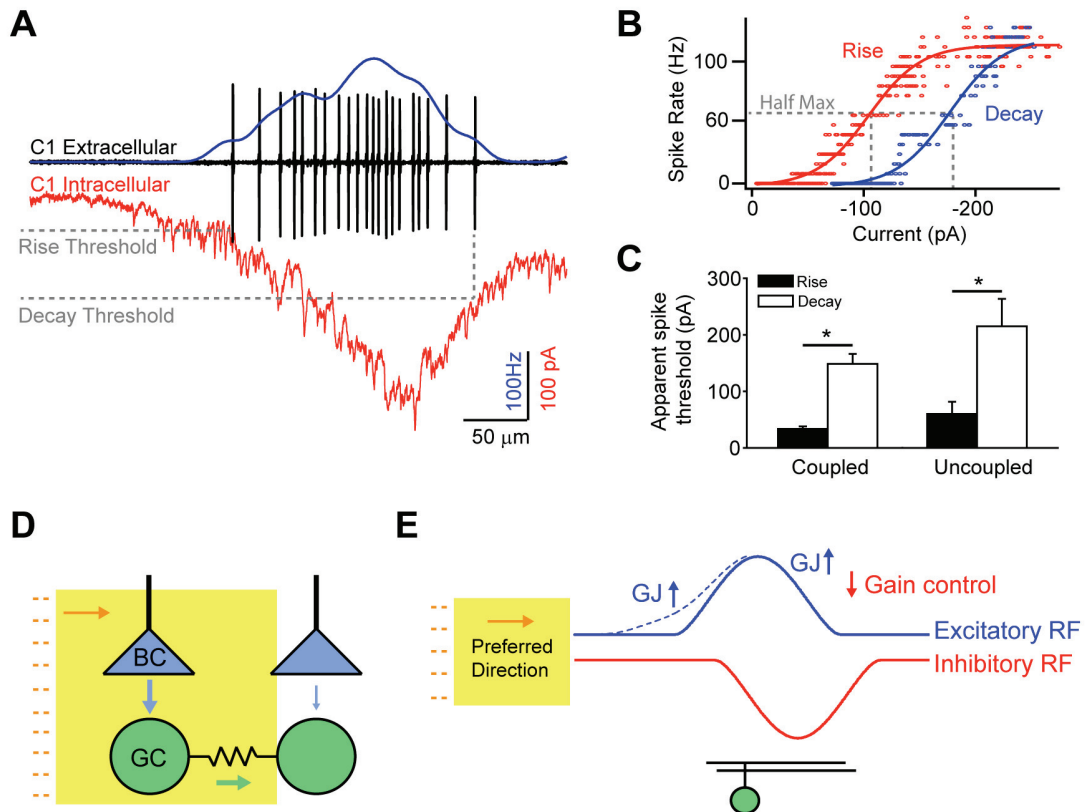 A
C1 Extracellular
C1 Intracellular
Rise Threshold
Decay Threshold
100Hz
100 pA
50 μm
B
Spike Rate (Hz)
100
60
0
Rise
Half Max
Decay
0
-100
-200
Current (pA)
C
Apparent spike
threshold (pA)
300
200
100
0
Rise
Decay
*
*
Coupled
Uncoupled
D
BC
GC
E
Preferred
Direction
GJ
GJ
Gain control
Excitatory RF
Inhibitory RF